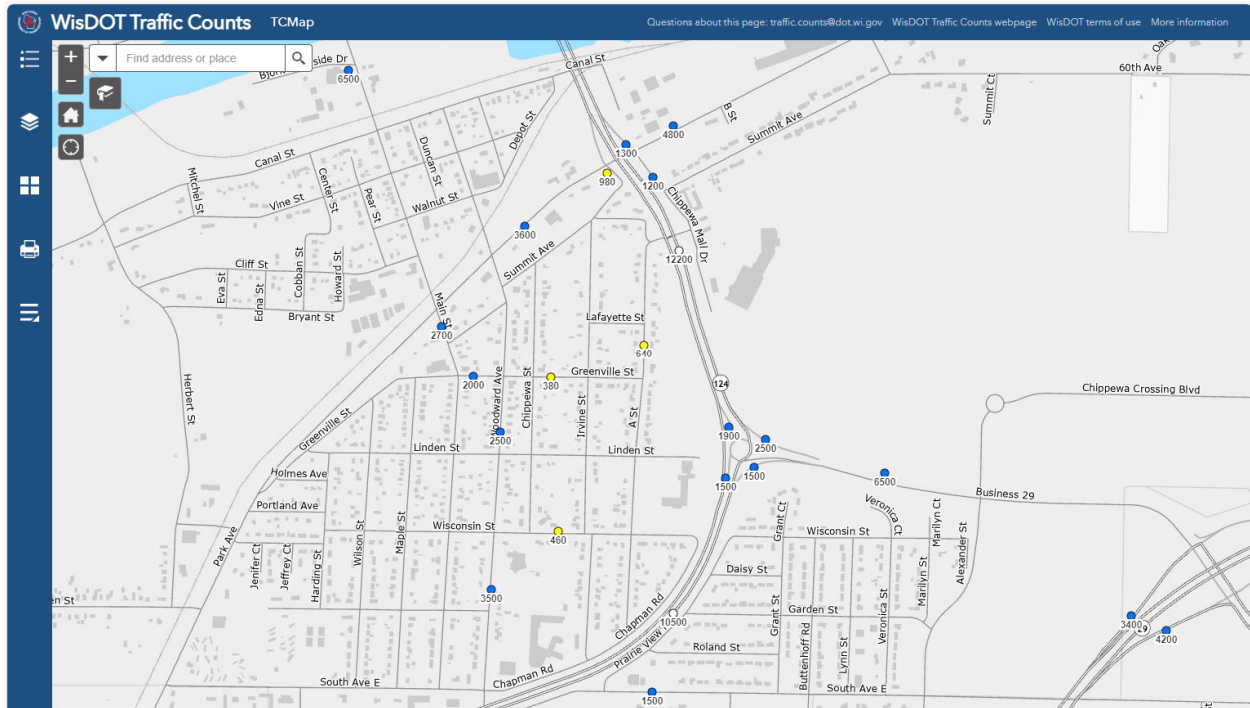 WisDOT Traffic Counts
TCMap
Questions about this page: traffic.counts@dot.wi.gov
WisDOT Traffic Counts webpage
WisDOT terms of use
More information
+
Find address or place
−
side Dr
6500
Canal St
60th Ave
Summit Ct
B St
4800
Summit Ave
Depot St
Duncan St
1300
Canal St
980
1200
Mitchel St
Center St
Pear St
Vine St
Walnut St
Chippewa Mall Dr
3600
12200
Summit Ave
Cliff St
Eva St
Edna St
Cobban St
Howard St
Bryant St
Main St
2700
Lafayette St
640
2000
380
Greenville St
124
Chippewa Crossing Blvd
Herbert St
Woodward Ave
Chippewa St
Irvine St
A St
Greenville St
2500
1900
2500
Linden St
Linden St
Holmes Ave
1500
1500
6500
Business 29
Portland Ave
Park Ave
Wilson St
Maple St
Wisconsin St
460
Grant Ct
Veronica Ct
Wisconsin St
Marilyn Ct
Alexander St
Jenifer Ct
Jeffrey Ct
Harding St
Daisy St
Marilyn St
en St
3500
Chapman Rd
10500
Prairie View
Grant St
Garden St
Buttenhoff Rd
Lynn St
Veronica St
3400
29
4200
Roland St
Chapman Rd
South Ave E
1500
South Ave E